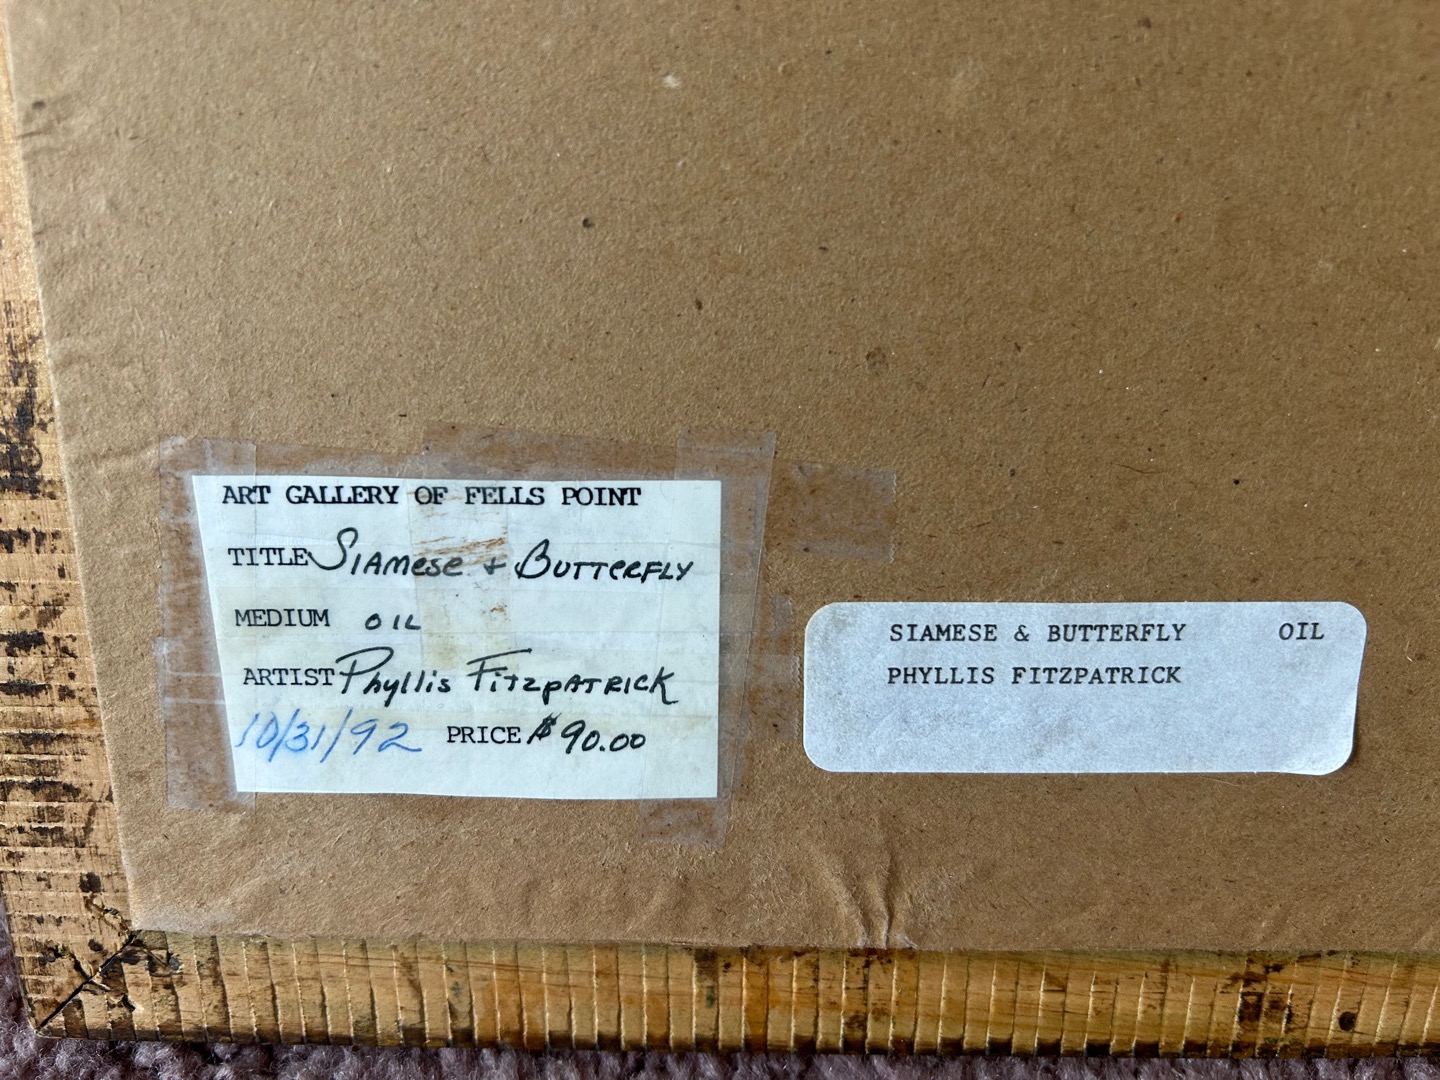 ART GALLERY OF FELLS POINT
TITLE Siamese + Butterfly
MEDIUM OIL
ARTIST Phyllis Fitzpatrick
10/31/92 PRICE $90.00
SIAMESE & BUTTERFLY OIL
PHYLLIS FITZPATRICK